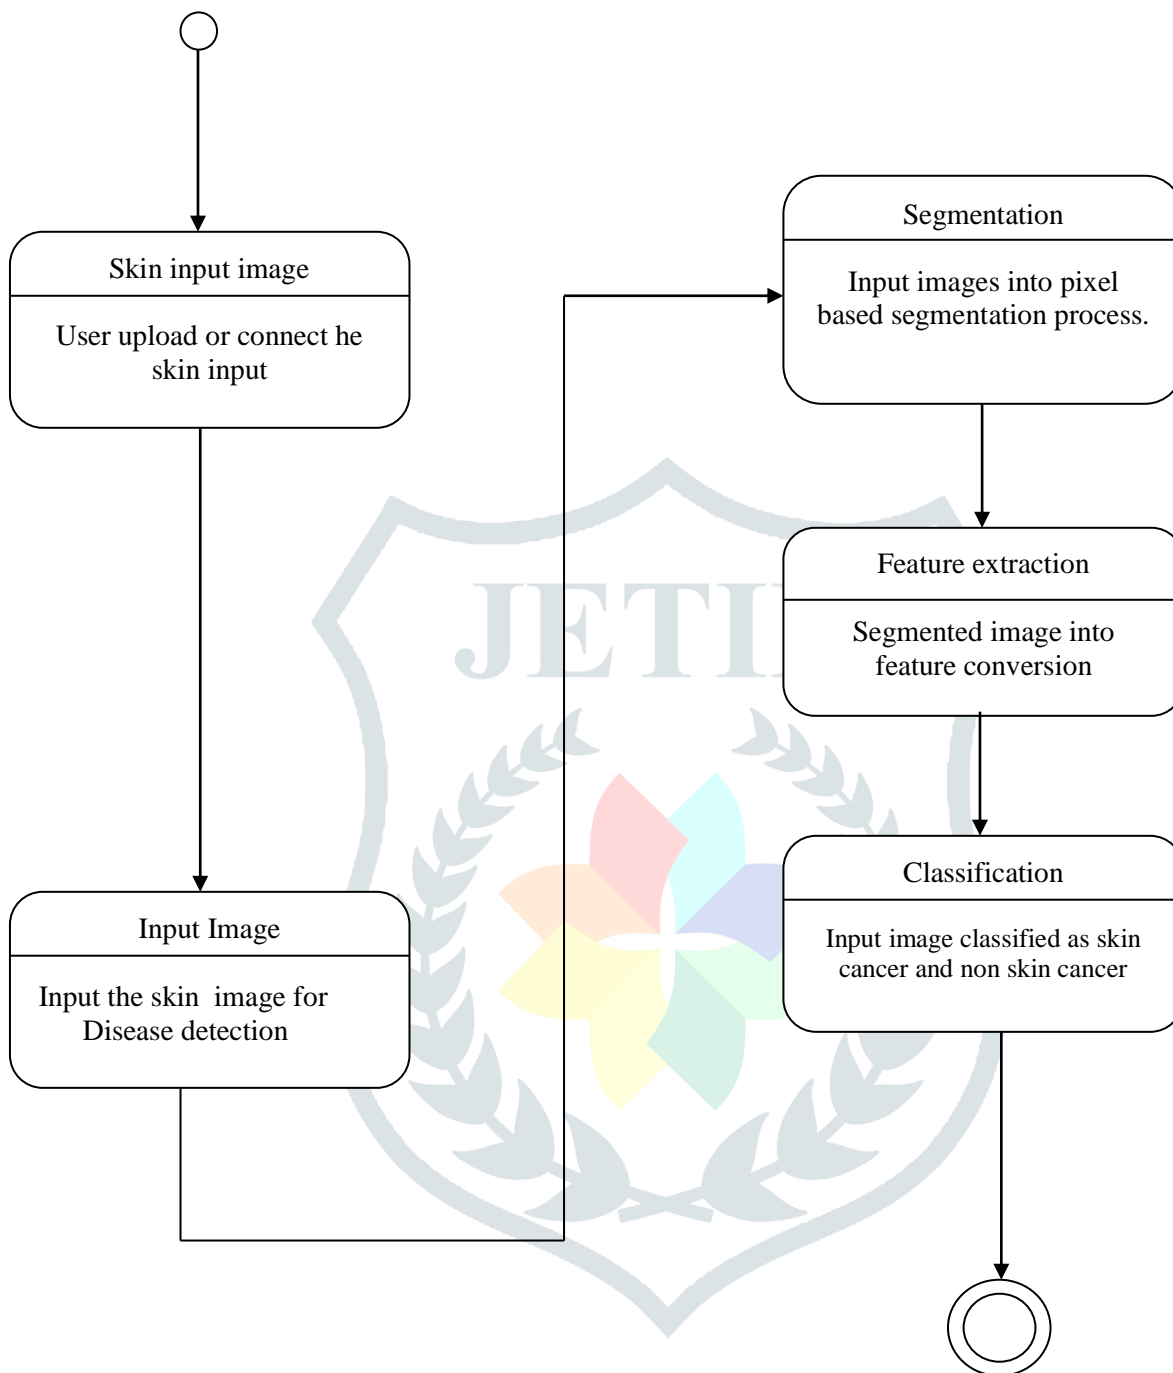 Skin input image
User upload or connect he
skin input
Input Image
Input the skin image for
Disease detection
Segmentation
Input images into pixel
based segmentation process.
Feature extraction
Segmented image into
feature conversion
Classification
Input image classified as skin
cancer and non skin cancer